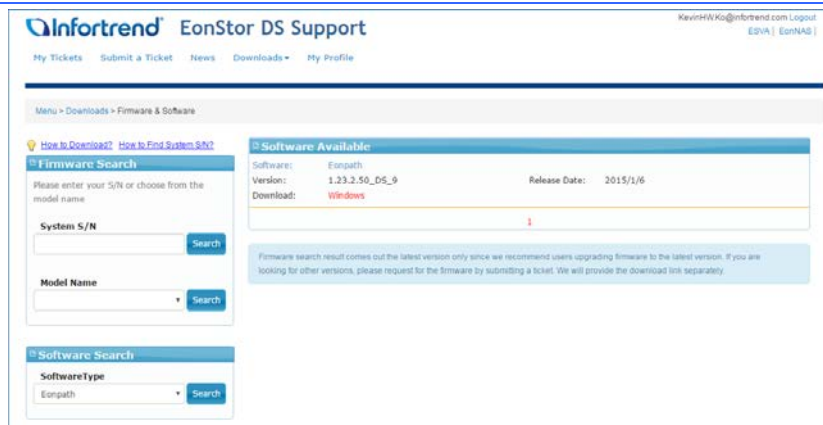 Infortrend EonStor DS Support
KevinHW.Ko@infortrend.com Logout
ESVA | EonNAS |
My Tickets Submit a Ticket News Downloads My Profile
Menu > Downloads > Firmware & Software
How to Download? How to Find System S/N?
Firmware Search
Please enter your S/N or choose from the
model name
System S/N
Search
Model Name
Search
Software Search
SoftwareType
Eonpath Search
Software Available
Software: Eonpath
Version: 1.23.2.50_DS_9 Release Date: 2015/1/6
Download: Windows
1
Firmware search result comes out the latest version only since we recommend users upgrading firmware to the latest version. If you are
looking for other versions, please request for the firmware by submitting a ticket. We will provide the download link separately.